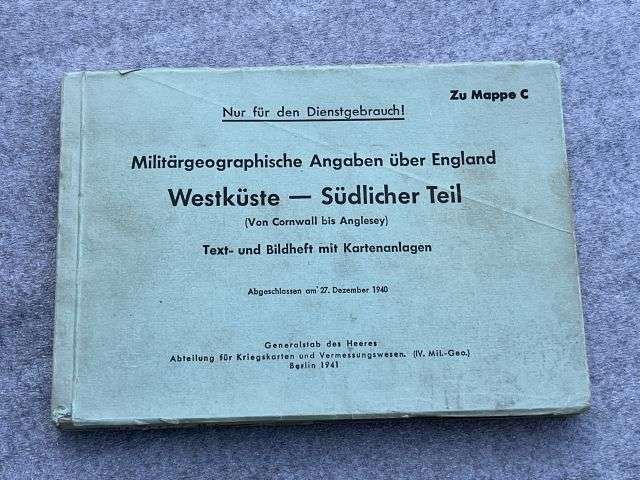 Zu Mappe C
Nur für den Dienstgebrauch!
Militärgeographische Angaben über England
Westküste — Südlicher Teil
(Von Cornwall bis Anglesey)
Text- und Bildheft mit Kartenanlagen
Abgeschlossen am 27. Dezember 1940
Generalstab des Heeres
Abteilung für Kriegskarten und Vermessungswesen. (IV. Mil.-Geo.)
Berlin 1941